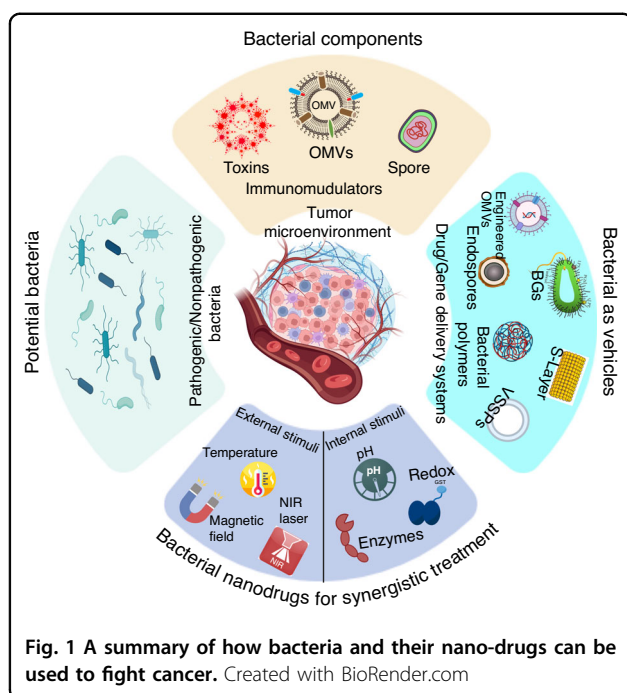 Bacterial components
OMV
Toxins
OMVs
Spore
Immunomudulators
Tumor
microenvironment
Potential bacteria
Pathogenic/Nonpathogenic
bacteria
Bacterial as vehicles
Engineered
OMVs
BGs
Endospores
Drug/Gene delivery systems
Bacterial
polymers
S-Layer
VSSPs
External stimuli
Internal stimuli
Temperature
Magnetic
field
NIR
laser
NIR
pH
pH
Redox
GST
Enzymes
Bacterial nanodrugs for synergistic treatment
Fig. 1 A summary of how bacteria and their nano-drugs can be
used to fight cancer. Created with BioRender.com